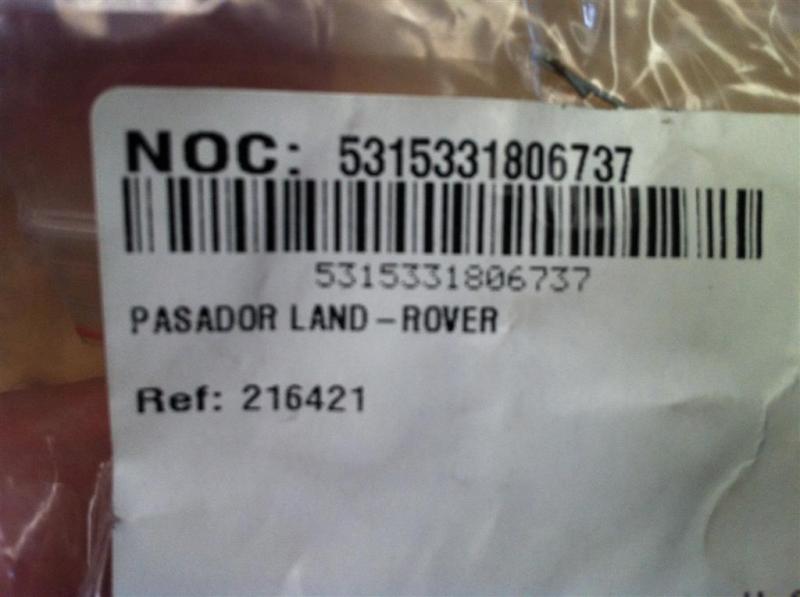 NOC: 5315331806737
5315331806737
PASADOR LAND-ROVER
Ref: 216421